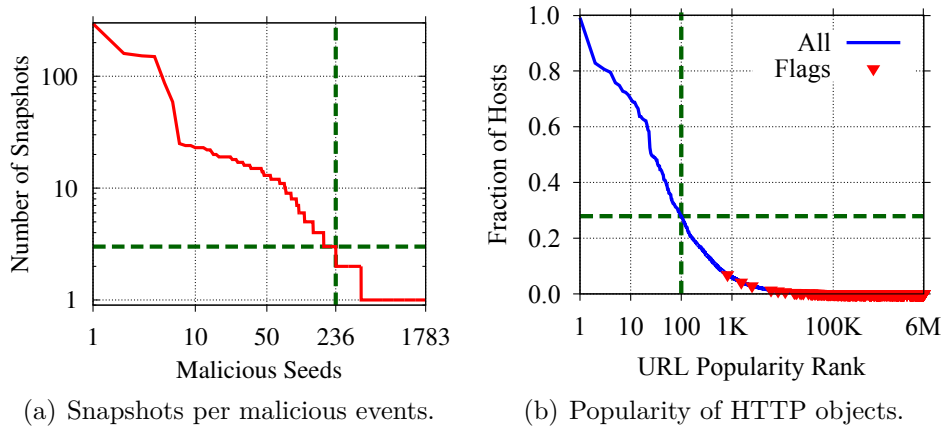 Number of Snapshots
100
10
1
1
10
50
236
1783
Malicious Seeds
(a) Snapshots per malicious events.
Fraction of Hosts
1.0
0.8
0.6
0.4
0.2
0.0
All
Flags
1
10
100
1K
100K
6M
URL Popularity Rank
(b) Popularity of HTTP objects.